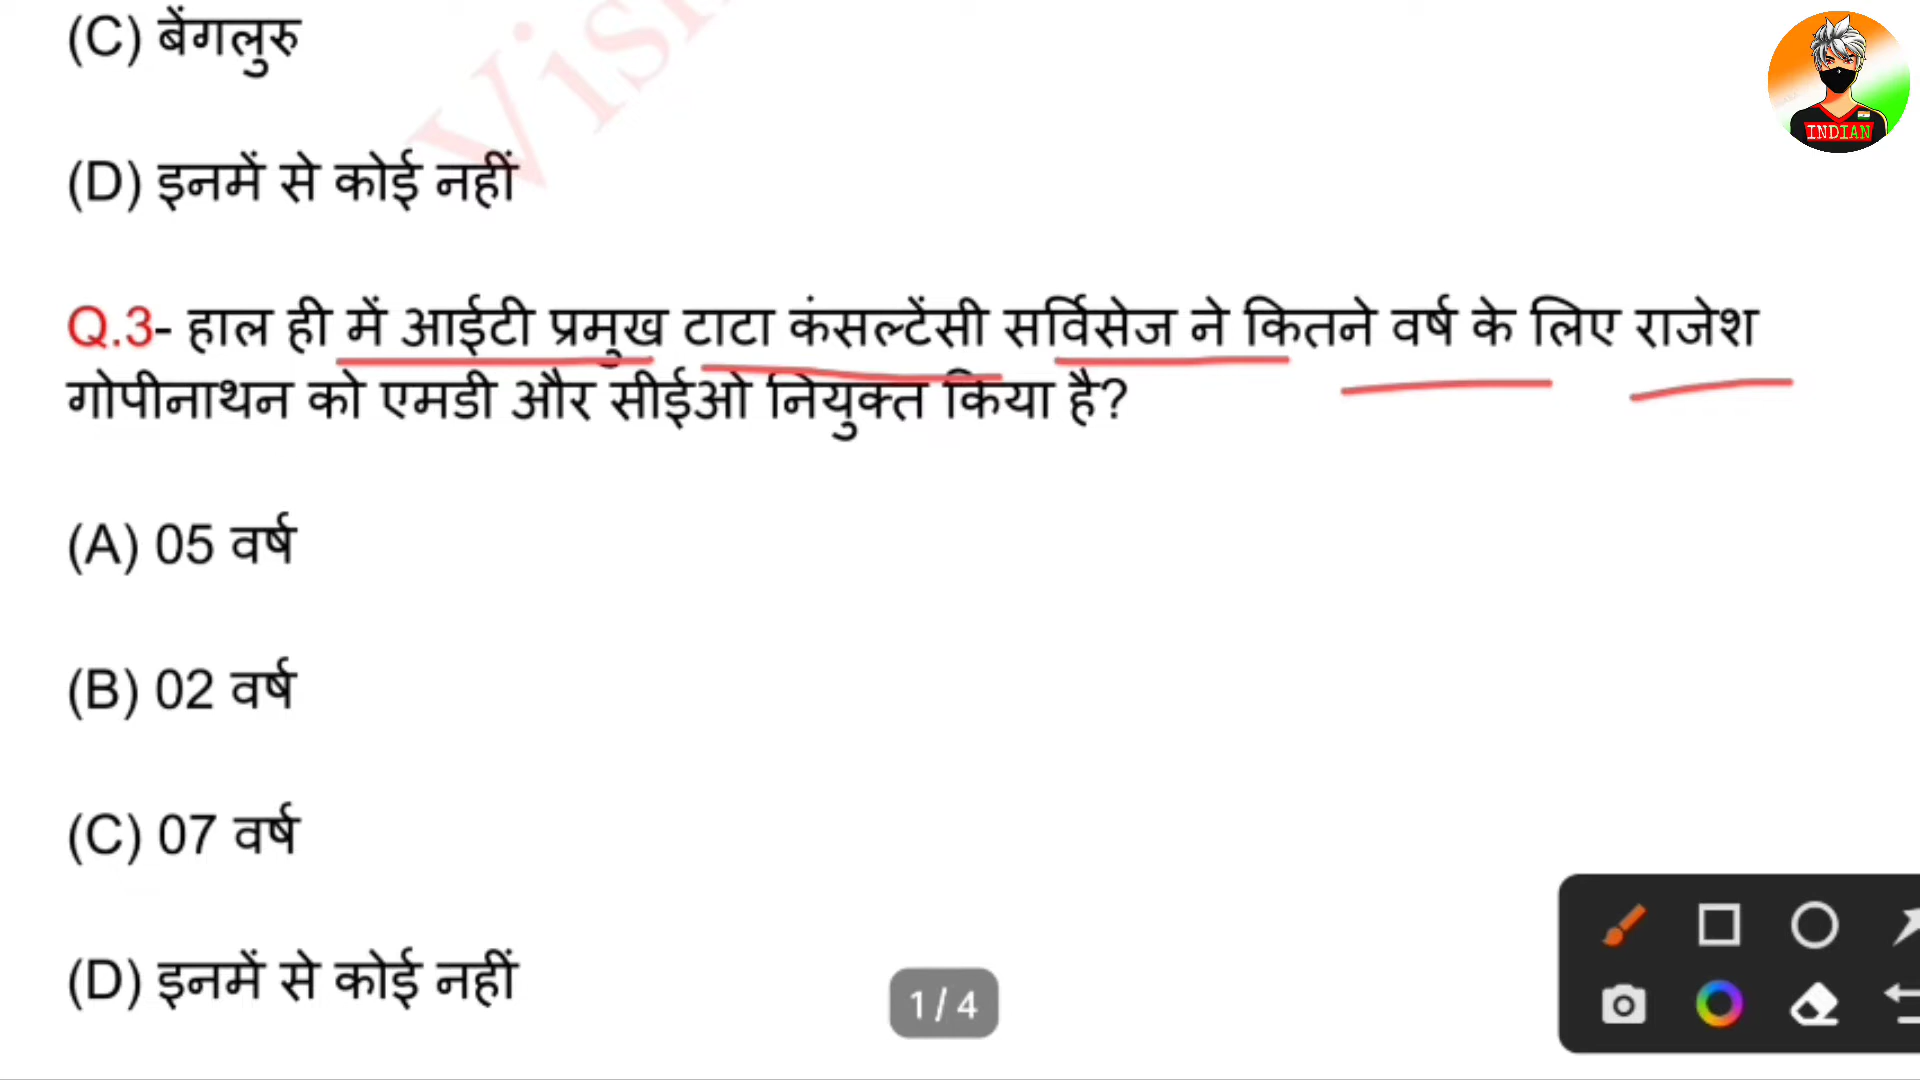 (C) बेंगलुरु
INDIAN
(D) इनमें से कोई नहीं
Q.3- हाल ही में आईटी प्रमुख टाटा कंसल्टेंसी सर्विसेज ने कितने वर्ष के लिए राजेश
गोपीनाथन को एमडी और सीईओ नियुक्त किया है?
(A) 05 वर्ष
(B) 02 वर्ष
(C) 07 वर्ष
(D) इनमें से कोई नहीं
1 / 4